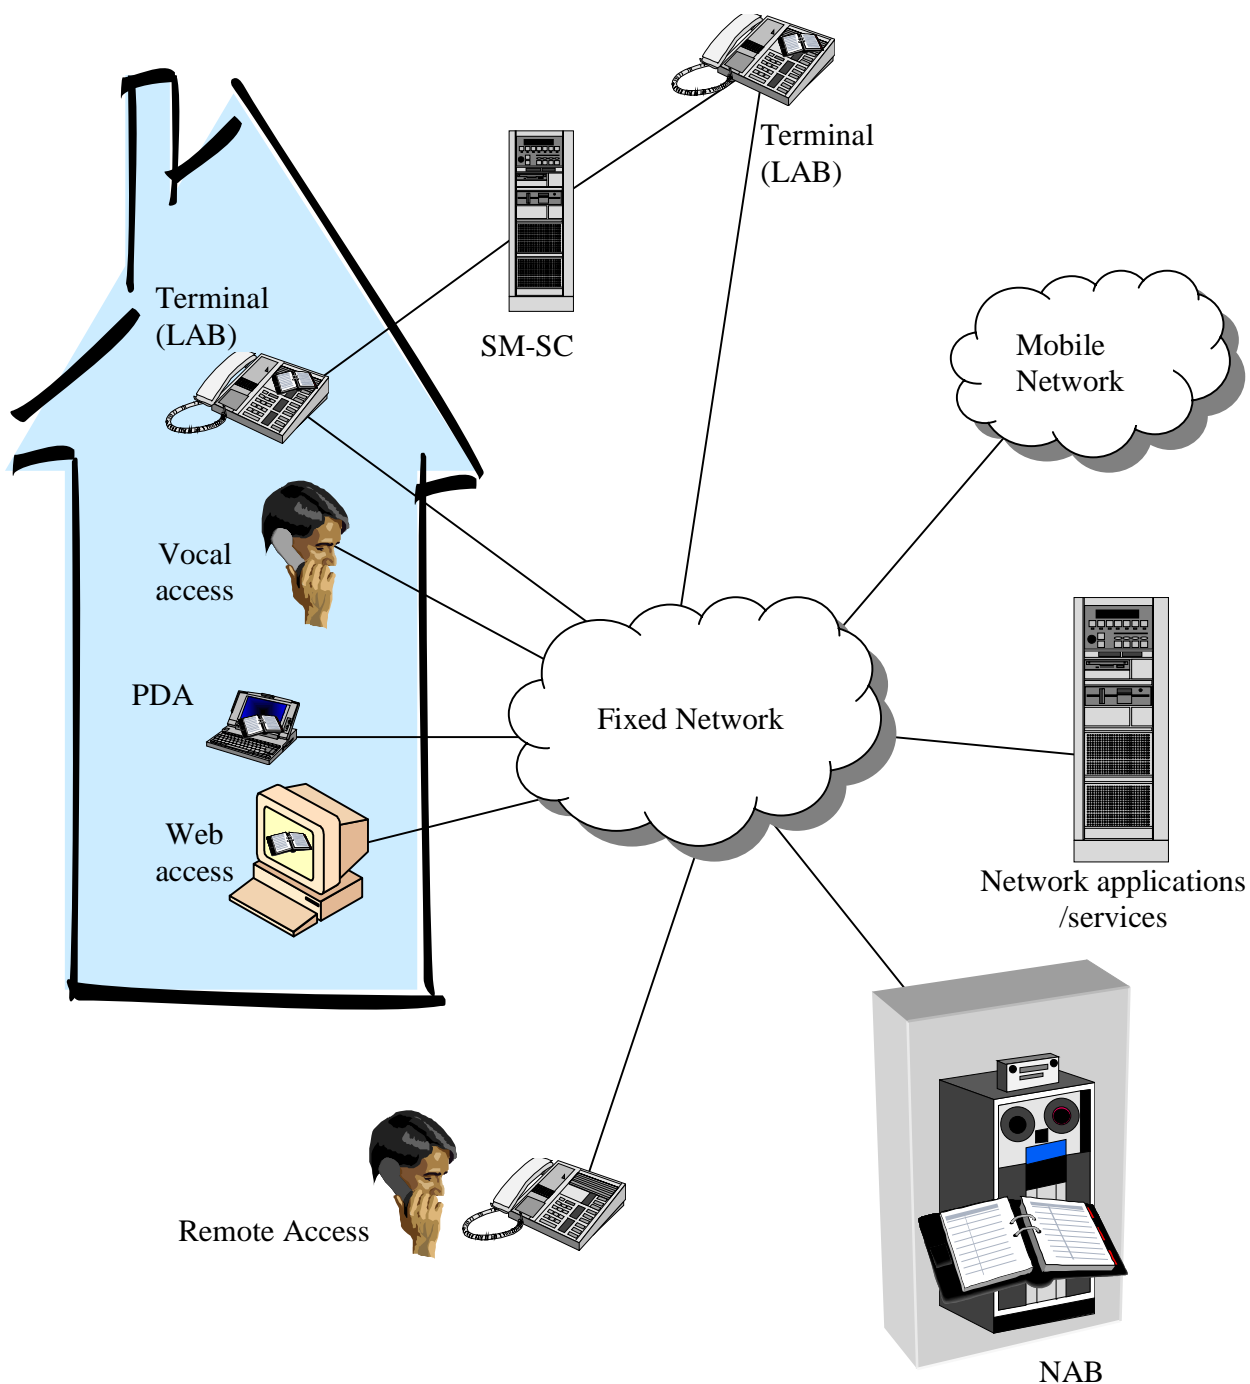 Terminal
(LAB)
Terminal
(LAB)
SM-SC
Mobile
Network
Vocal
access
PDA
Fixed Network
Web
access
Network applications
/services
Remote Access
NAB